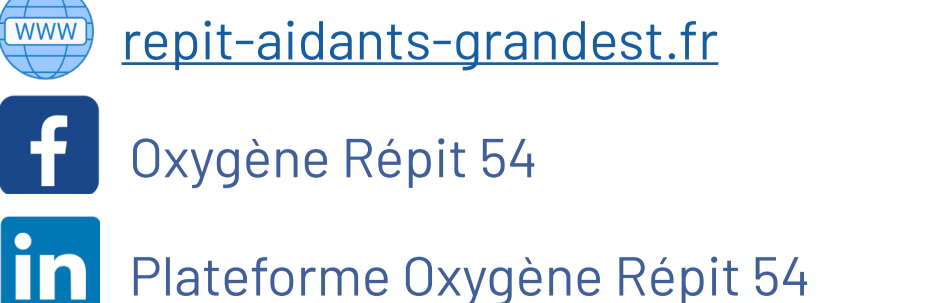 www
repit-aidants-grandest.fr
f
Oxygène Répit 54
in
Plateforme Oxygène Répit 54